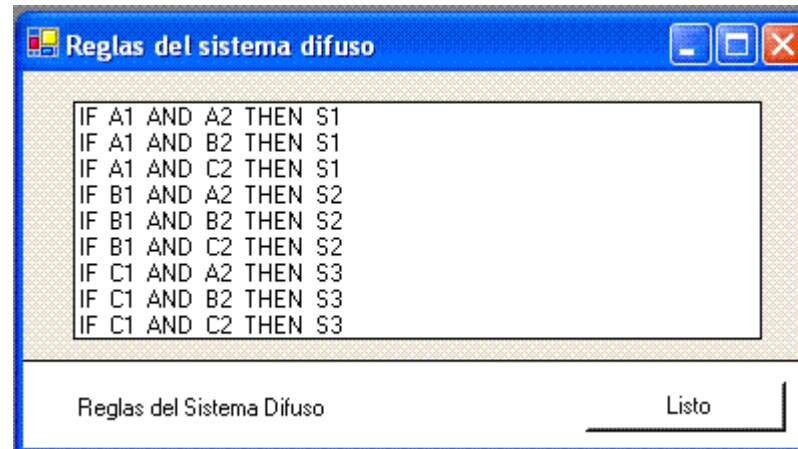 Reglas del sistema difuso
IF A1 AND A2 THEN S1
IF A1 AND B2 THEN S1
IF A1 AND C2 THEN S1
IF B1 AND A2 THEN S2
IF B1 AND B2 THEN S2
IF B1 AND C2 THEN S2
IF C1 AND A2 THEN S3
IF C1 AND B2 THEN S3
IF C1 AND C2 THEN S3
Reglas del Sistema Difuso
Listo